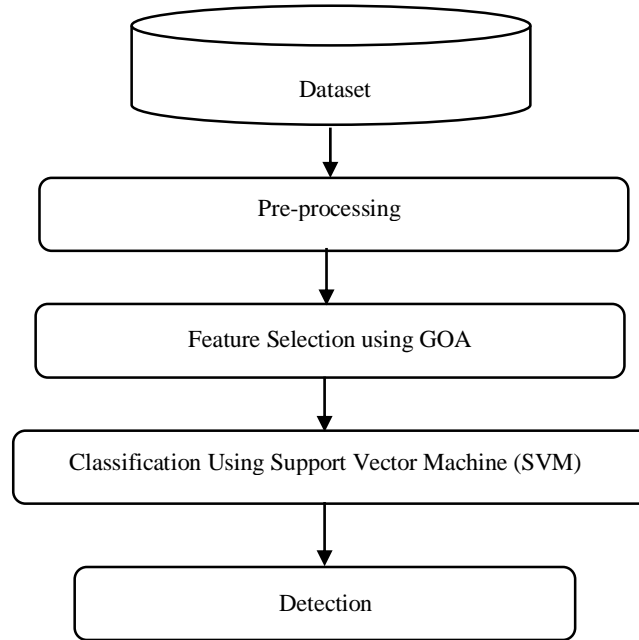 Dataset
Pre-processing
Feature Selection using GOA
Classification Using Support Vector Machine (SVM)
Detection